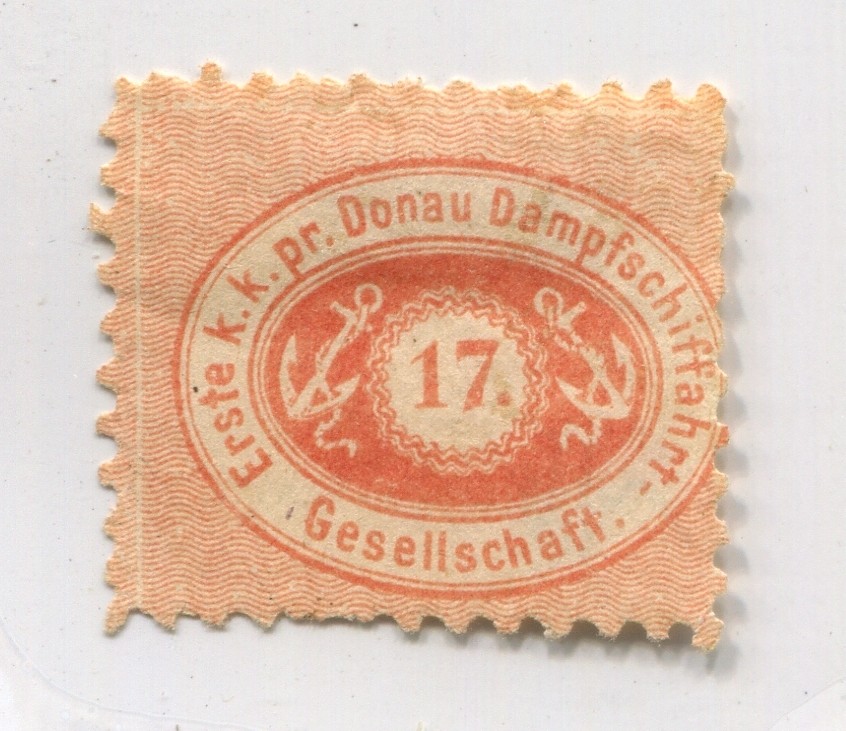 Erste k.k. pr. Donau Dampfschiffahrt-
Gesellschaft.
17.